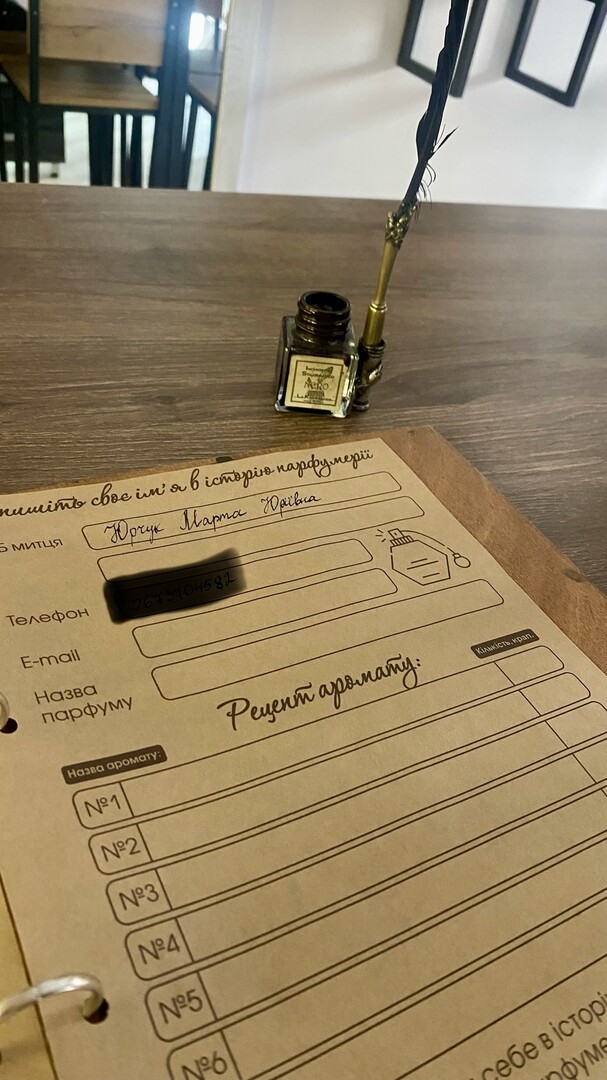 пишіть своє ім'я в історію парфумерії
Б митця Юрчук Марта Юріївна
Телефон
E-mail
Назва
парфуму
Рецепт аромату:
Кількість, крап.
Назва аромату:
№1
№2
№3
№4
№5
№6
себе в історі